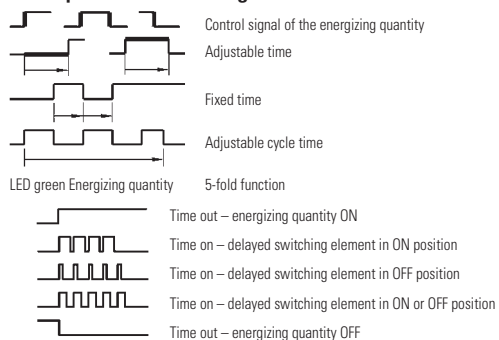 Control signal of the energizing quantity
Adjustable time
Fixed time
Adjustable cycle time
LED green Energizing quantity 5-fold function
Time out – energizing quantity ON
Time on – delayed switching element in ON position
Time on – delayed switching element in OFF position
Time on – delayed switching element in ON or OFF position
Time out – energizing quantity OFF